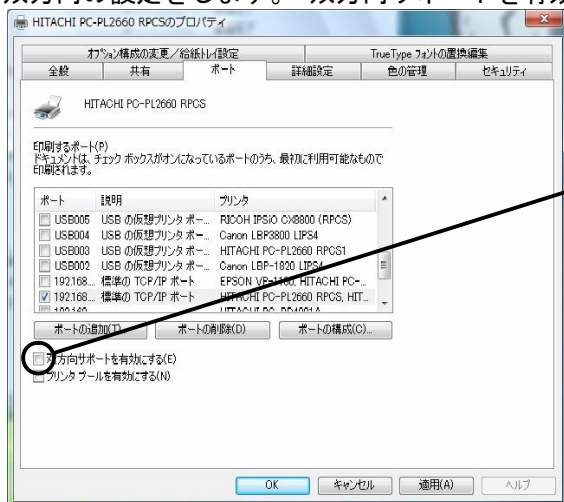 HITACHI PC-PL2660 RPCSのプロパティ
オプション構成の変更／給紙トレイ設定 TrueType フォントの置換編集
全般 共有 ポート 詳細設定 色の管理 セキュリティ
HITACHI PC-PL2660 RPCS
印刷するポート(P)
ドキュメントは、チェック ボックスがオンになっているポートのうち、最初に利用可能なもので
印刷されます。
ポート 説明 プリンタ
USB005 USB の仮想プリンタ ポー... RICOH IPSiO CX8800 (RPCS)
USB004 USB の仮想プリンタ ポー... Canon LBP3800 LIPS4
USB003 USB の仮想プリンタ ポー... HITACHI PC-PL2660 RPCS1
USB002 USB の仮想プリンタ ポー... Canon LBP-1820 LIPS4
192.168... 標準の TCP/IP ポート EPSON VP-1100, HITACHI PC-...
192.168... 標準の TCP/IP ポート HITACHI PC-PL2660 RPCS, HIT...
ポートの追加(T)... ポートの削除(D) ポートの構成(C)...
双方向サポートを有効にする(E)
プリンタ プールを有効にする(N)
OK キャンセル 適用(A) ヘルプ